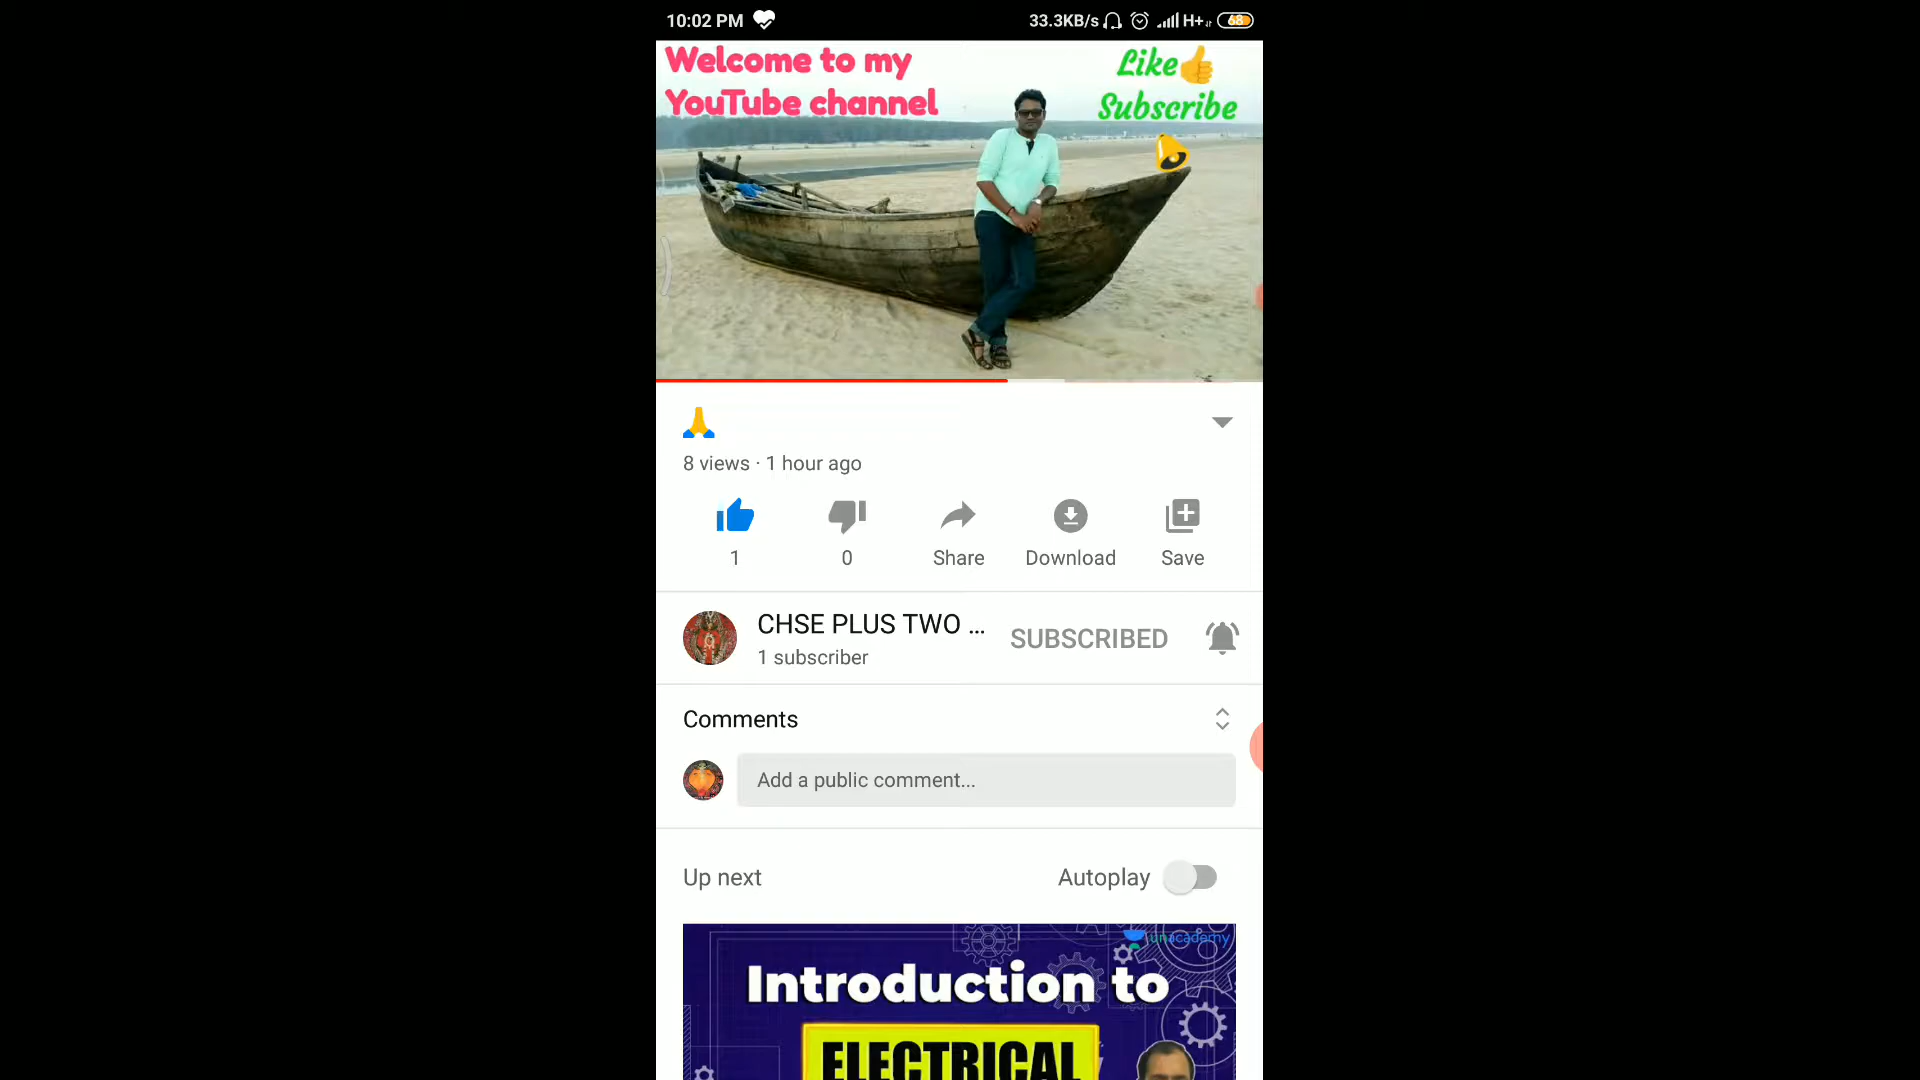 10:02 PM 33.3KB/s H+ 68
Welcome to my
YouTube channel
Like
Subscribe
8 views · 1 hour ago
1 0 Share Download Save
CHSE PLUS TWO ...
SUBSCRIBED
1 subscriber
Comments
Add a public comment...
Up next Autoplay
unacademy
Introduction to
ELECTRICAL